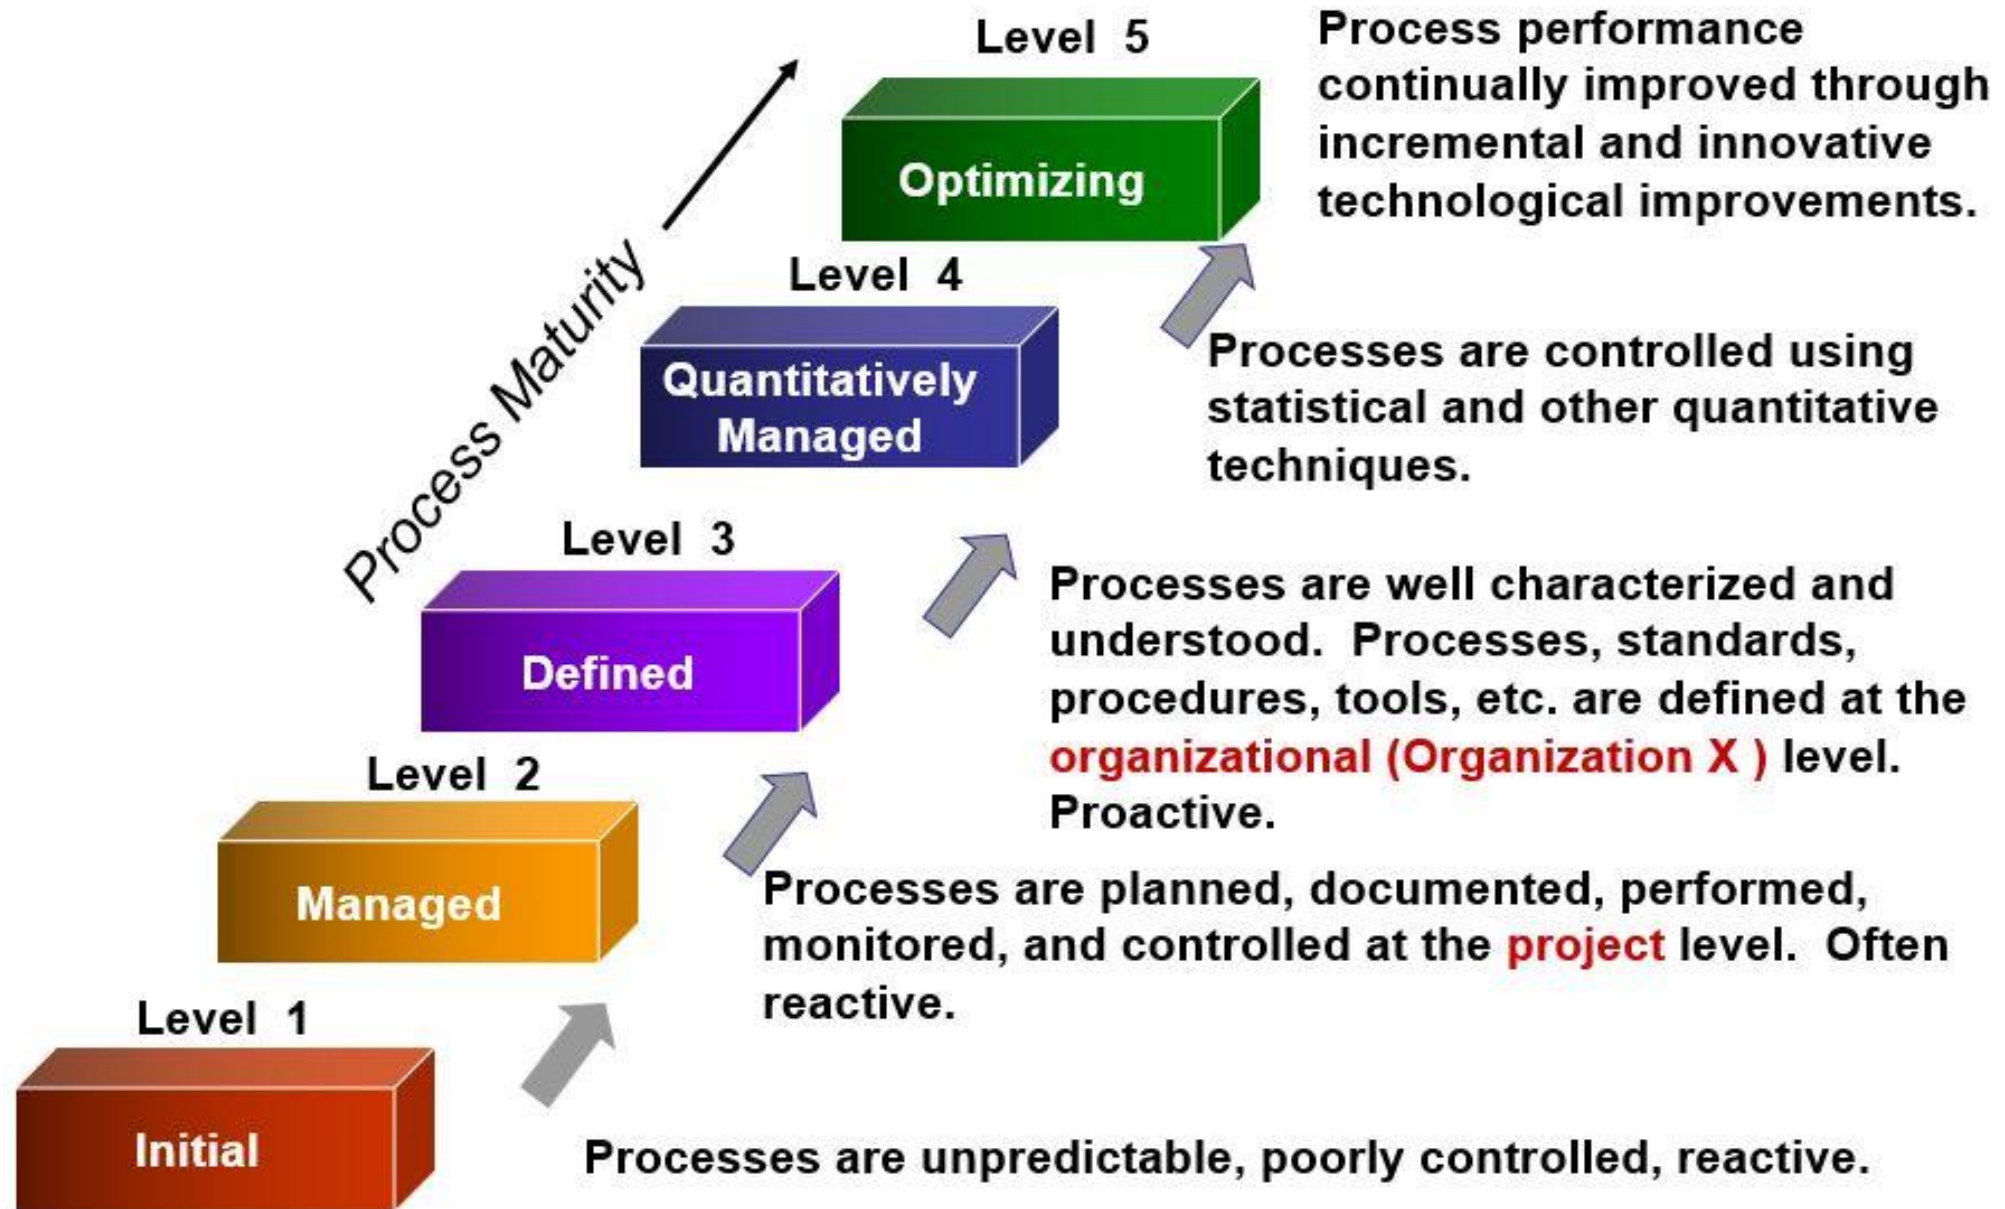 Level 5
Optimizing
Process performance
continually improved through
incremental and innovative
technological improvements.
Process Maturity
Level 4
Quantitatively
Managed
Processes are controlled using
statistical and other quantitative
techniques.
Level 3
Defined
Processes are well characterized and
understood. Processes, standards,
procedures, tools, etc. are defined at the
organizational (Organization X ) level.
Proactive.
Level 2
Managed
Processes are planned, documented, performed,
monitored, and controlled at the project level. Often
reactive.
Level 1
Initial
Processes are unpredictable, poorly controlled, reactive.